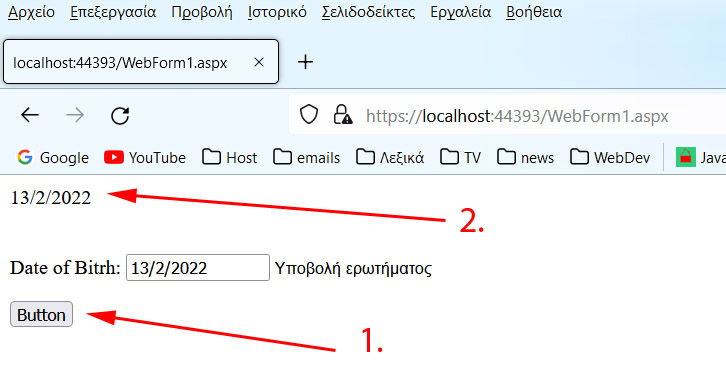 Αρχείο Επεξεργασία Προβολή Ιστορικό Σελιδοδείκτες Εργαλεία Βοήθεια
localhost:44393/WebForm1.aspx
https://localhost:44393/WebForm1.aspx
Google YouTube Host emails Λεξικά TV news WebDev Java
13/2/2022
2.
Date of Bitrh: 13/2/2022 Υποβολή ερωτήματος
Button
1.